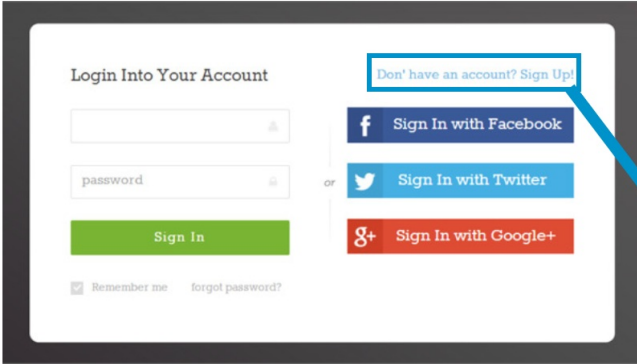 Login Into Your Account
Don' have an account? Sign Up!
f Sign In with Facebook
password
or
Sign In with Twitter
Sign In
g+ Sign In with Google+
Remember me forgot password?